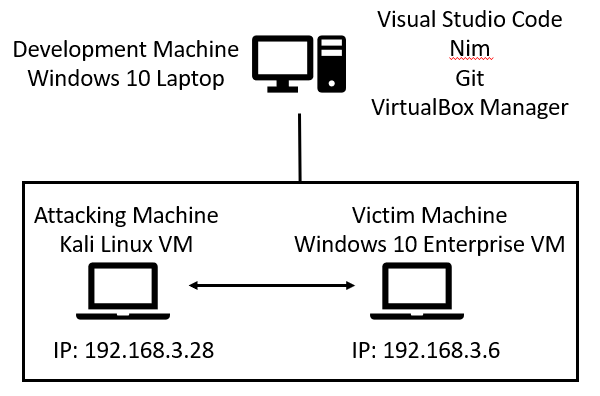 Development Machine
Windows 10 Laptop
Visual Studio Code
Nim
Git
VirtualBox Manager
Attacking Machine
Kali Linux VM
IP: 192.168.3.28
Victim Machine
Windows 10 Enterprise VM
IP: 192.168.3.6